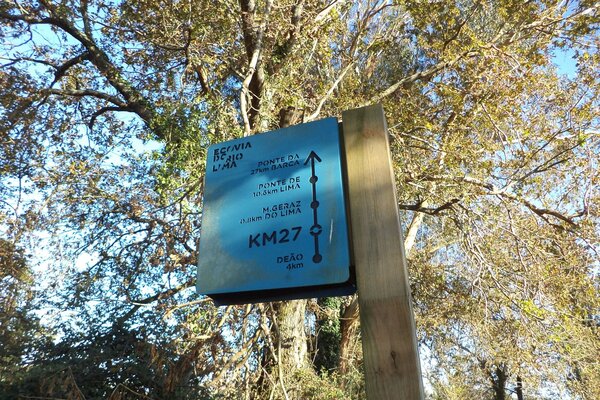 ECOVIA
DO RIO
LIMA
PONTE DA
27km BARCA
PONTE DE
10.6km LIMA
M.GERAZ
0.8km DO LIMA
KM27
DEÃO
4km